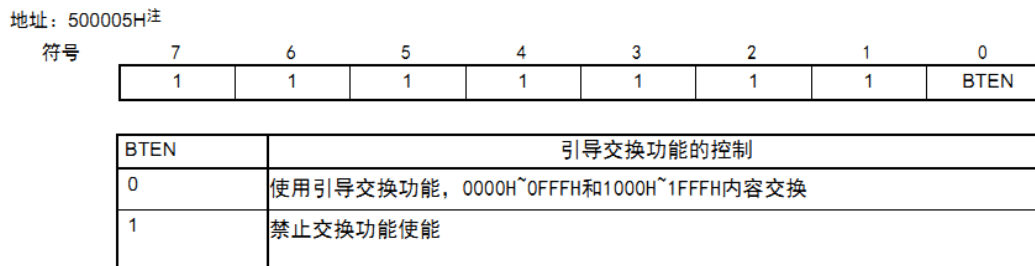 地址：500005H注
符号 7 6 5 4 3 2 1 0
1 1 1 1 1 1 1 BTEN
BTEN 引导交换功能的控制
0 使用引导交换功能，0000H~0FFFH和1000H~1FFFH内容交换
1 禁止交换功能使能